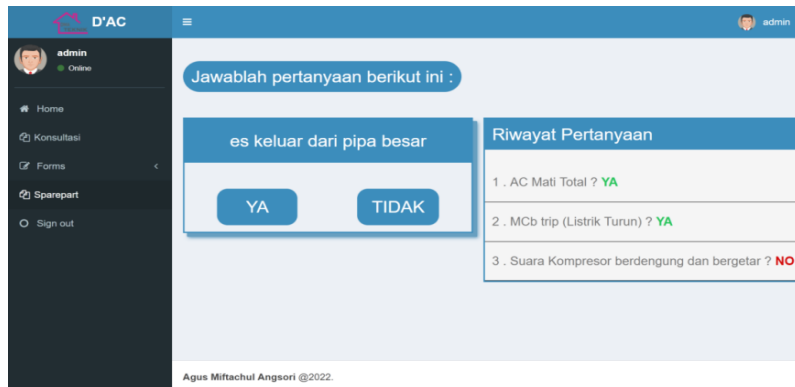 D'AC
admin
admin
Online
Home
Konsultasi
Forms
Sparepart
Sign out
Jawablah pertanyaan berikut ini :
es keluar dari pipa besar
YA
TIDAK
Riwayat Pertanyaan
1 . AC Mati Total ? YA
2 . MCb trip (Listrik Turun) ? YA
3 . Suara Kompresor berdengung dan bergetar ? NO
Agus Miftachul Angsori @2022.